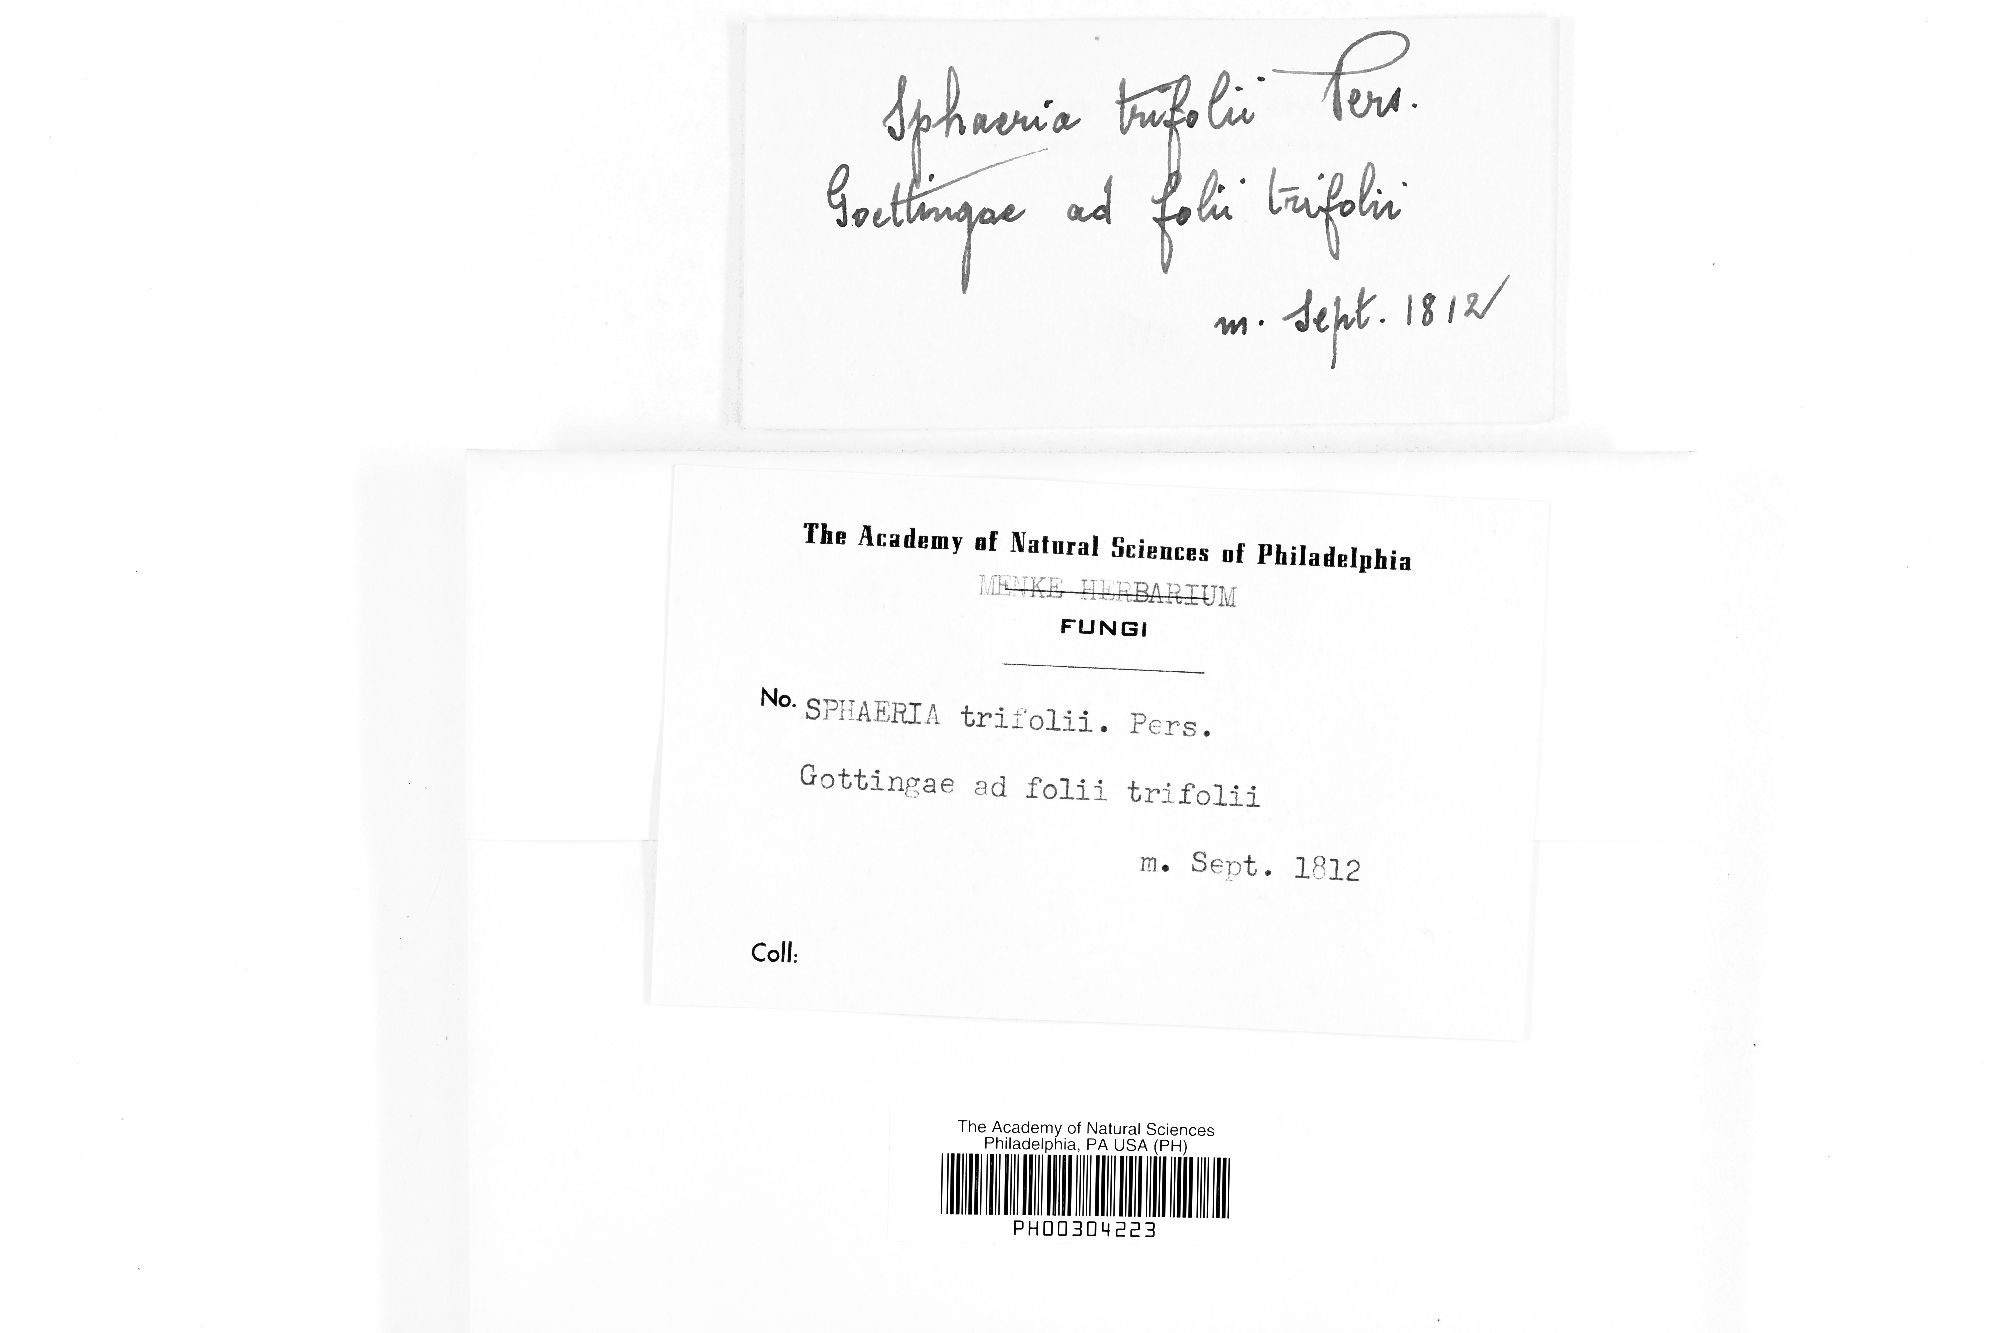 Sphaeria trifolii Pers.
Goettingae ad folii trifolii
m. Sept. 1812
The Academy of Natural Sciences of Philadelphia
MENKE HERBARIUM
FUNGI
No. SPHAERIA trifolii. Pers.
Gottingae ad folii trifolii
m. Sept. 1812
Coll:
The Academy of Natural Sciences
Philadelphia, PA USA (PH)
PH00304223